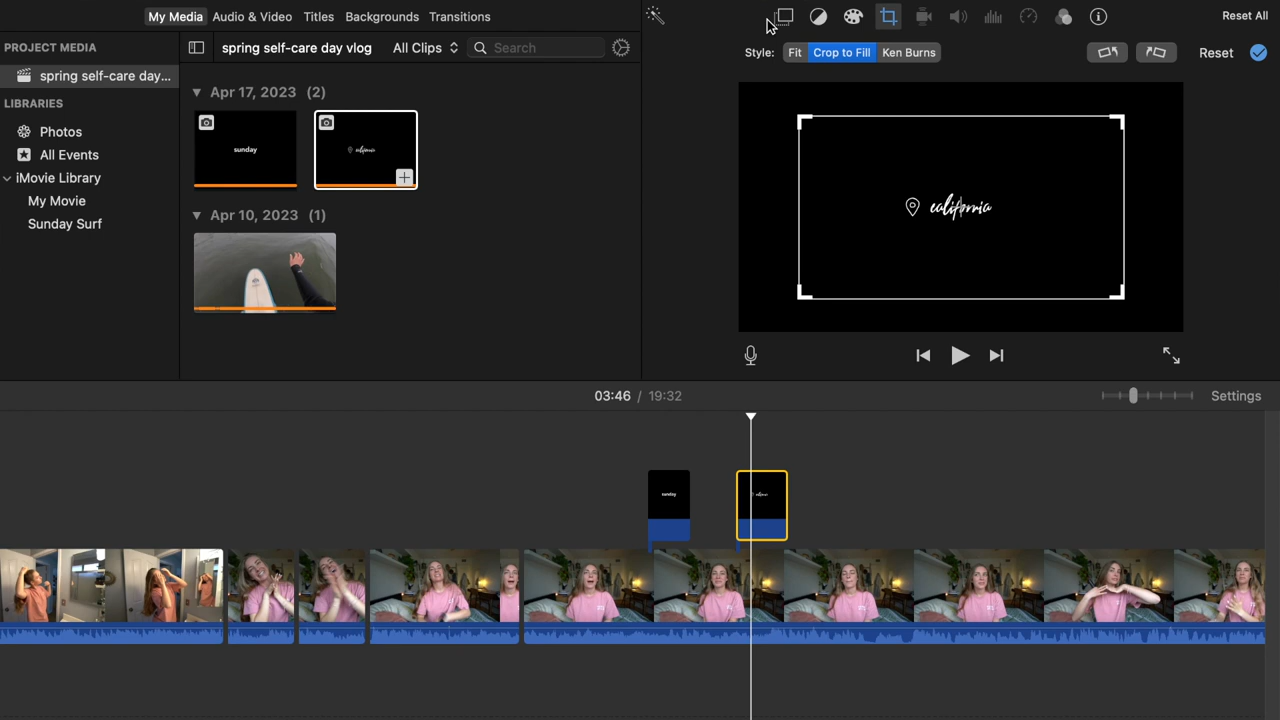 My Media Audio & Video Titles Backgrounds Transitions
Reset All
PROJECT MEDIA
spring self-care day vlog
All Clips
Search
Style: Fit Crop to Fill Ken Burns
Reset
spring self-care day...
LIBRARIES
Photos
All Events
iMovie Library
My Movie
Sunday Surf
Apr 17, 2023 (2)
sunday
california
Apr 10, 2023 (1)
california
03:46 / 19:32
Settings
sunday
california